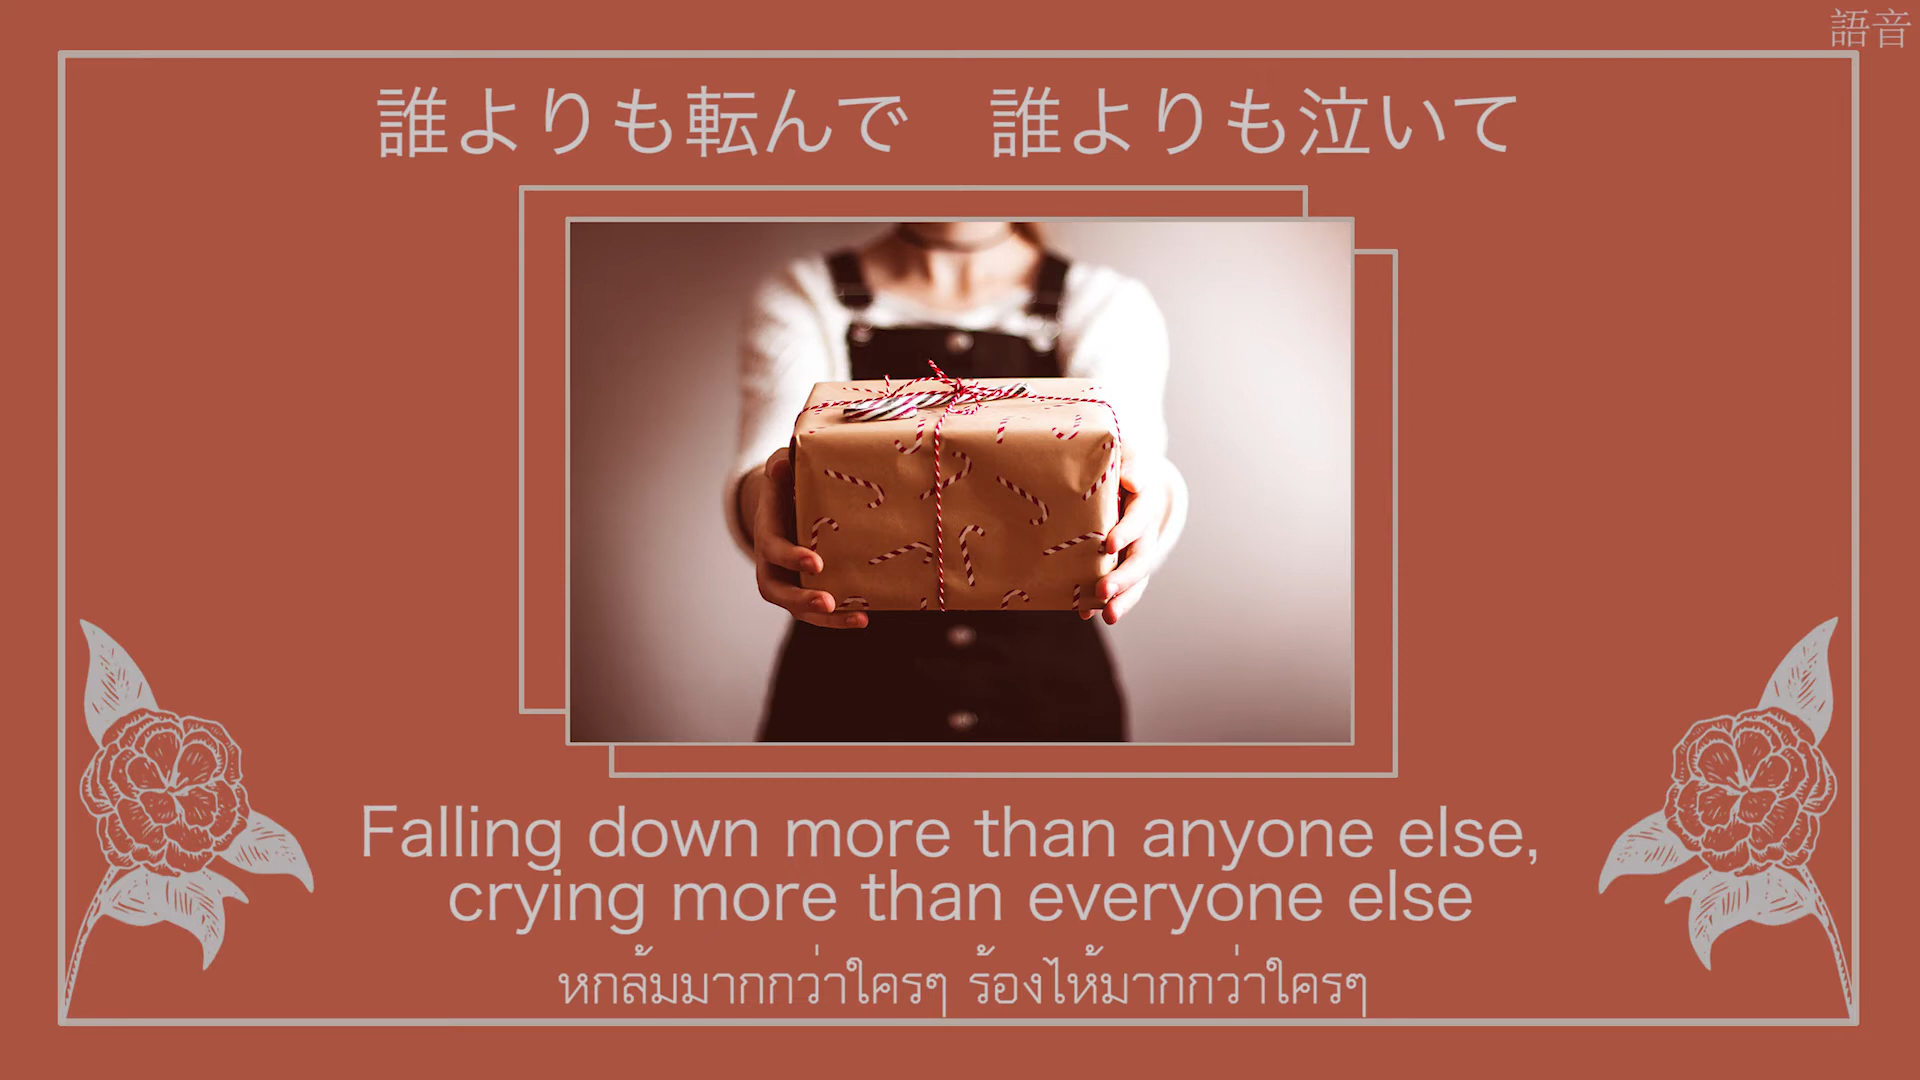 語音
誰よりも転んで　誰よりも泣いて
Falling down more than anyone else,
crying more than everyone else
หกล้มมากกว่าใครๆ ร้องไห้มากกว่าใครๆ